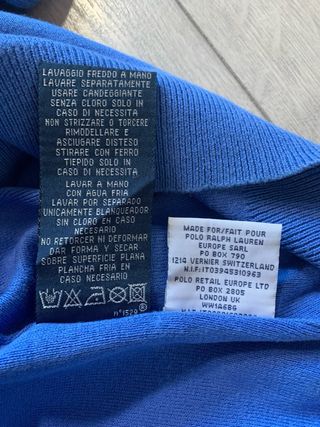 LAVAGGIO FREDDO A MANO
LAVARE SEPARATAMENTE
USARE CANDEGGIANTE
SENZA CLORO SOLO IN
CASO DI NECESSITA
NON STRIZZARE O TORCERE
RIMODELLARE E
ASCIUGARE DISTESO
STIRARE CON FERRO
TIEPIDO SOLO IN
CASO DI NECESSITA
LAVAR A MANO
CON AGUA FRIA
LAVAR POR SEPARADO
UNICAMENTE BLANQUEADOR
SIN CLORO EN CASO
NECESARIO
NO RETORCER NI DEFORMAR
DAR FORMA Y SECAR
SOBRE SUPERFICIE PLANA
PLANCHA FRIA EN
CASO NECESARIO
n°1529 ®
MADE FOR/FAIT POUR
POLO RALPH LAUREN
EUROPE SARL
PO BOX 790
1214 VERNIER SWITZERLAND
N.I.F:IT03945310963
POLO RETAIL EUROPE LTD
PO BOX 2805
LONDON UK
WW1A6BG